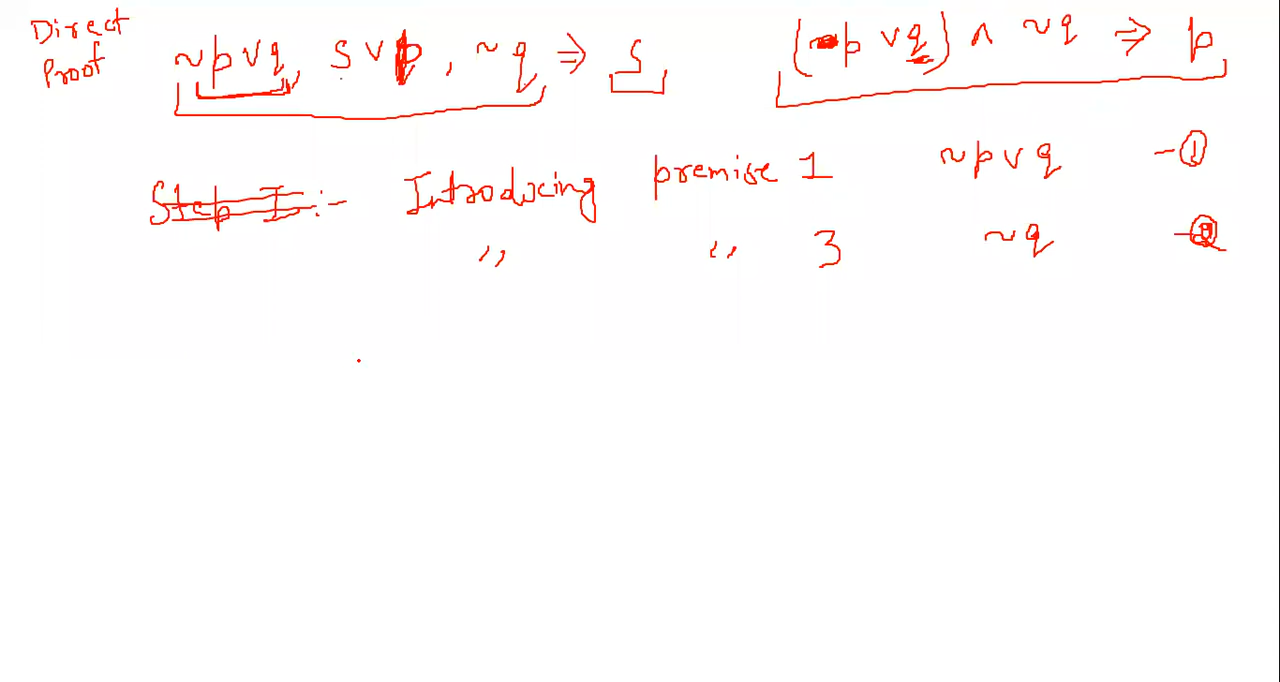 Direct
Proof
~p∨q, S∨p, ~q ⇒ S
(p ∨ q) ∧ ~q ⇒ p
Step I :- Introducing premise 1 ~p∨q -①
〃 〃 3 ~q -②